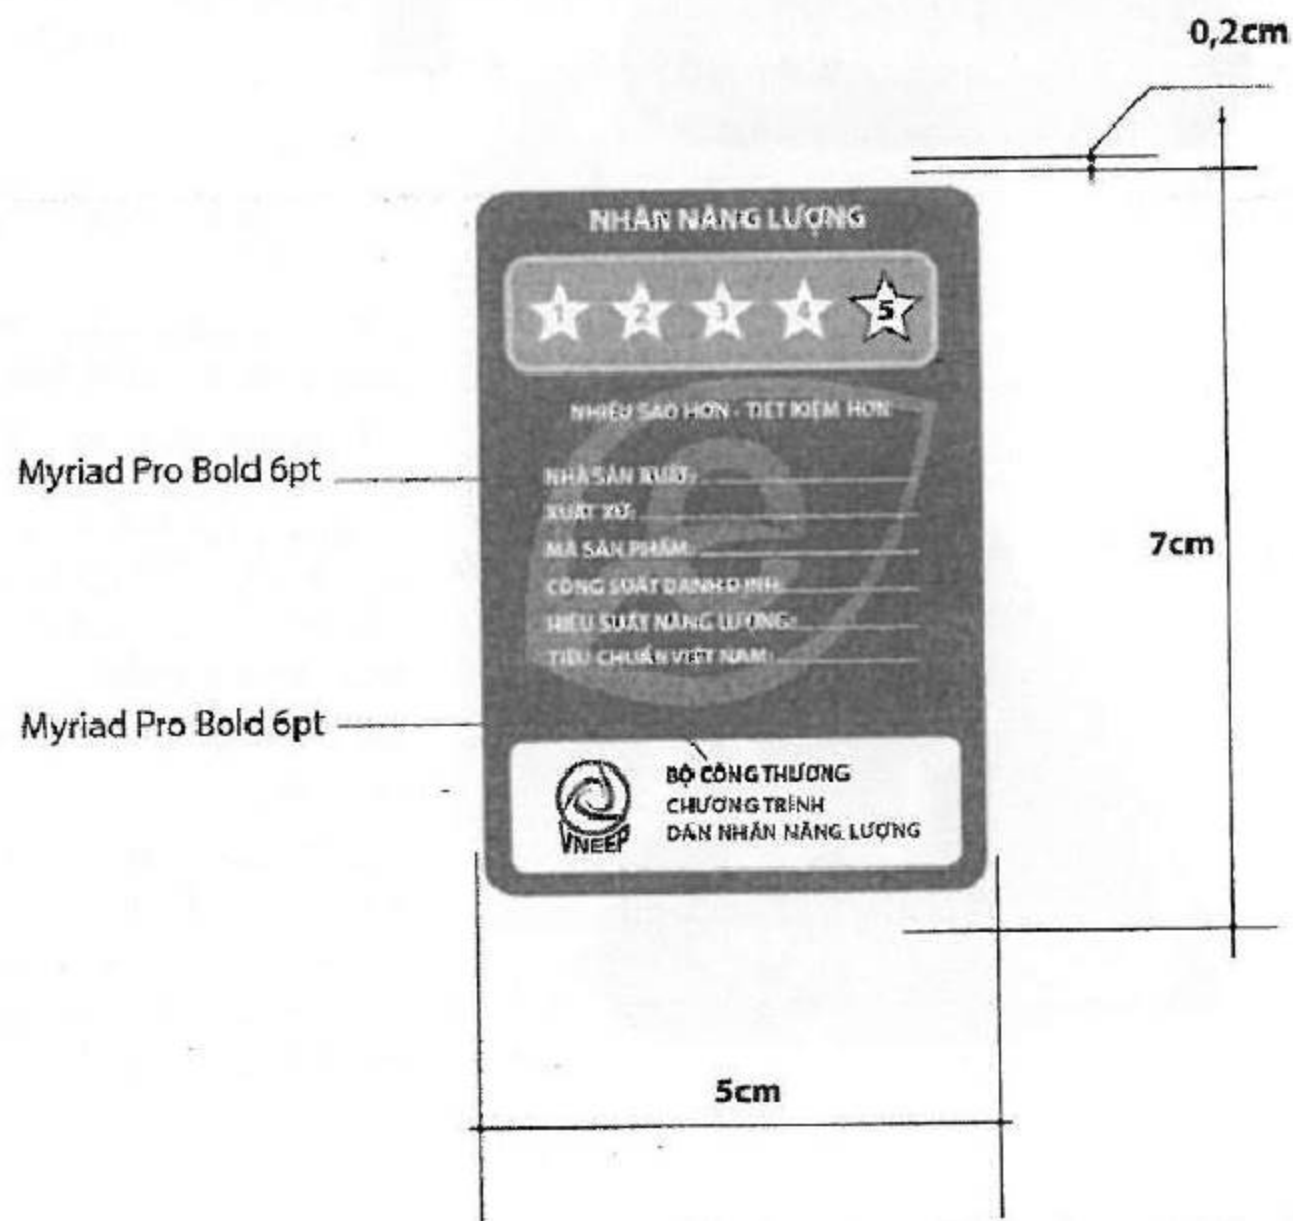 0,2cm
NHÃN NĂNG LƯỢNG
1 2 3 4 5
NHIỀU SAO HƠN - TIẾT KIỆM HƠN
Myriad Pro Bold 6pt
NHÀ SẢN XUẤT:
XUẤT XỨ:
MÃ SẢN PHẨM:
7cm
CÔNG SUẤT DANH ĐỊNH:
HIỆU SUẤT NĂNG LƯỢNG:
TIÊU CHUẨN VIỆT NAM:
Myriad Pro Bold 6pt
BỘ CÔNG THƯƠNG
CHƯƠNG TRÌNH
DÁN NHÃN NĂNG LƯỢNG
VNEEP
5cm